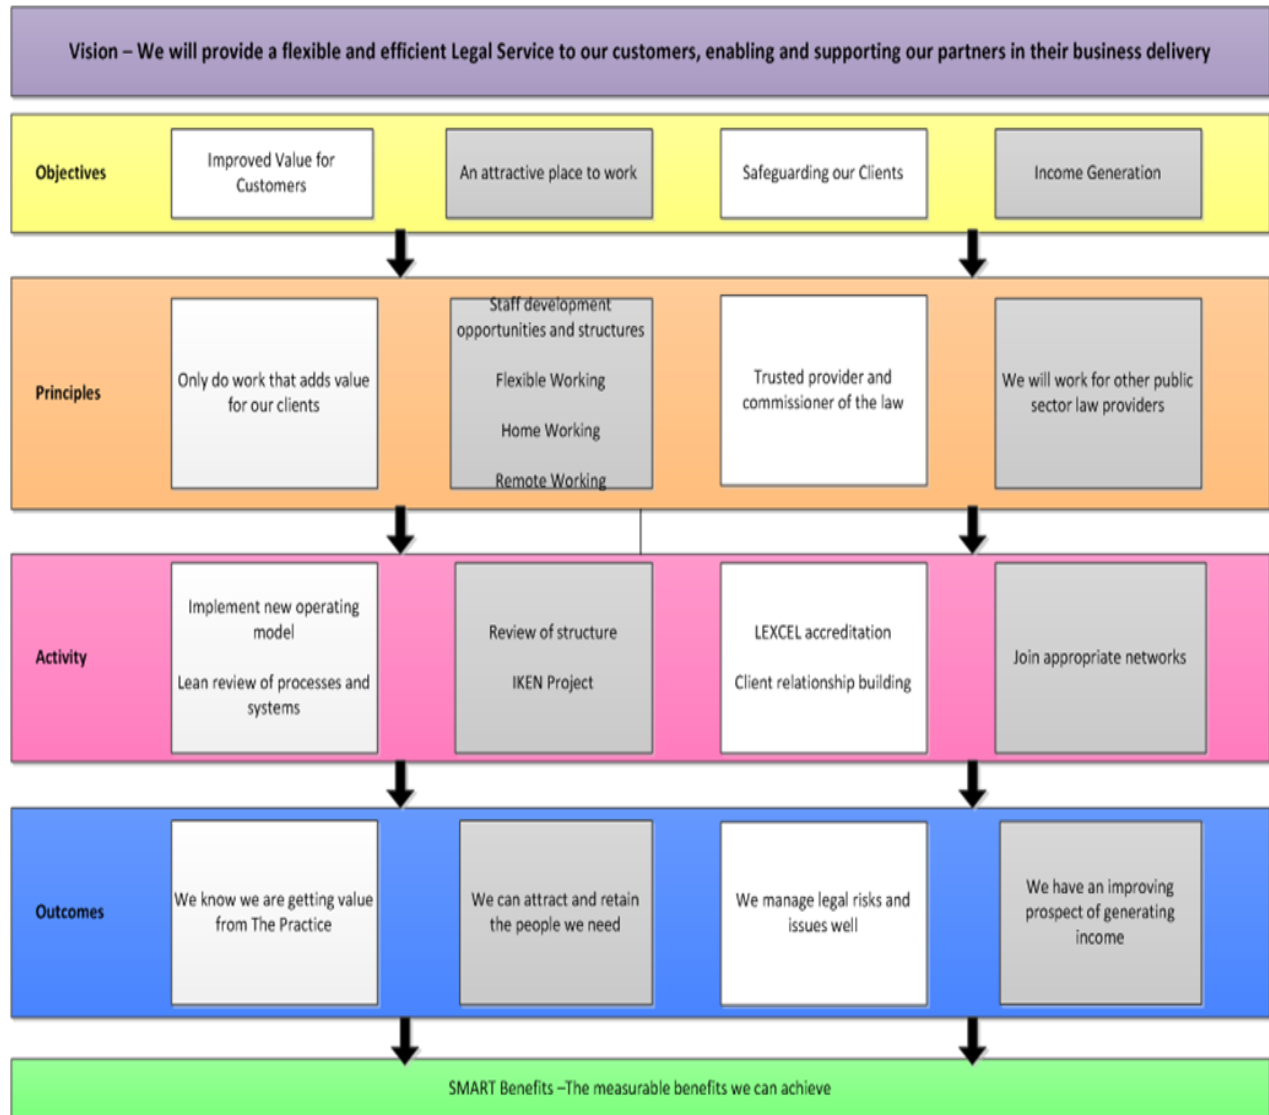 Vision – We will provide a flexible and efficient Legal Service to our customers, enabling and supporting our partners in their business delivery
Objectives
Improved Value for
Customers
An attractive place to work
Safeguarding our Clients
Income Generation
Principles
Only do work that adds value
for our clients
Staff development
opportunities and structures
Flexible Working
Home Working
Remote Working
Trusted provider and
commissioner of the law
We will work for other public
sector law providers
Activity
Implement new operating
model
Lean review of processes and
systems
Review of structure
IKEN Project
LEXCEL accreditation
Client relationship building
Join appropriate networks
Outcomes
We know we are getting value
from The Practice
We can attract and retain
the people we need
We manage legal risks and
issues well
We have an improving
prospect of generating
income
SMART Benefits –The measurable benefits we can achieve